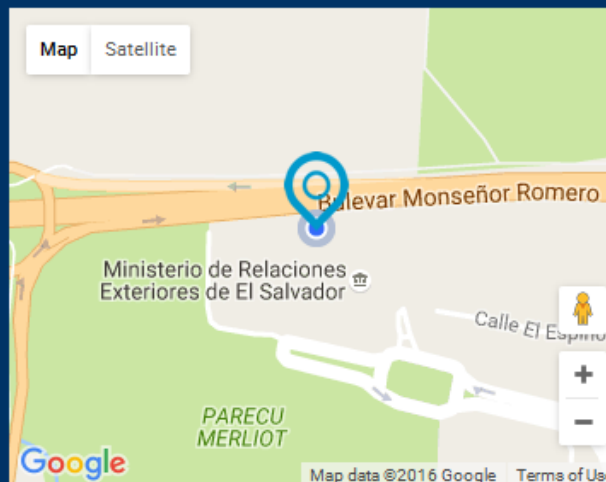 Map Satellite
Bulevar Monseñor Romero
Ministerio de Relaciones
Exteriores de El Salvador
Calle El Espino
PARECU
MERLIOT
Google
Map data ©2016 Google Terms of Us